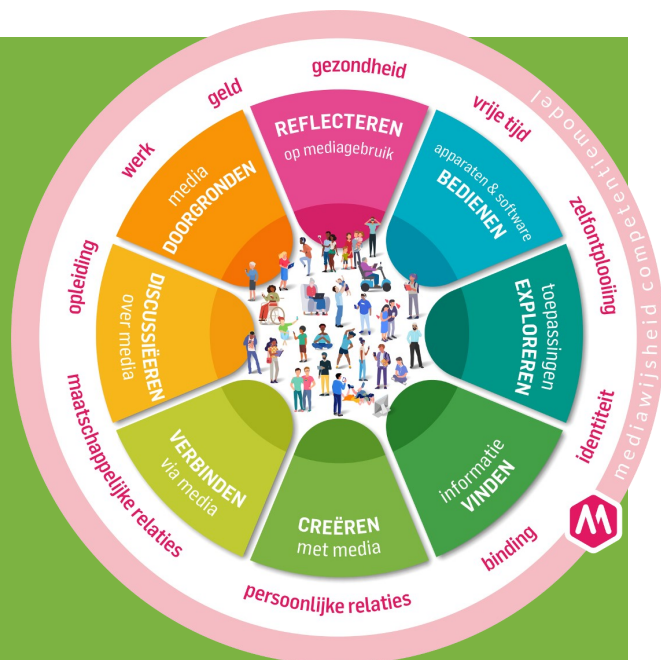 gezondheid
vrije tijd
zelfontplooiing
identiteit
binding
persoonlijke relaties
maatschappelijke relaties
opleiding
werk
geld
mediawijsheid competentiemodel
REFLECTEREN
op mediagebruik
apparaten & software
BEDIENEN
toepassingen
EXPLOREREN
informatie
VINDEN
CREËREN
met media
VERBINDEN
via media
DISCUSSIËEREN
over media
media
DOORGRONDEN